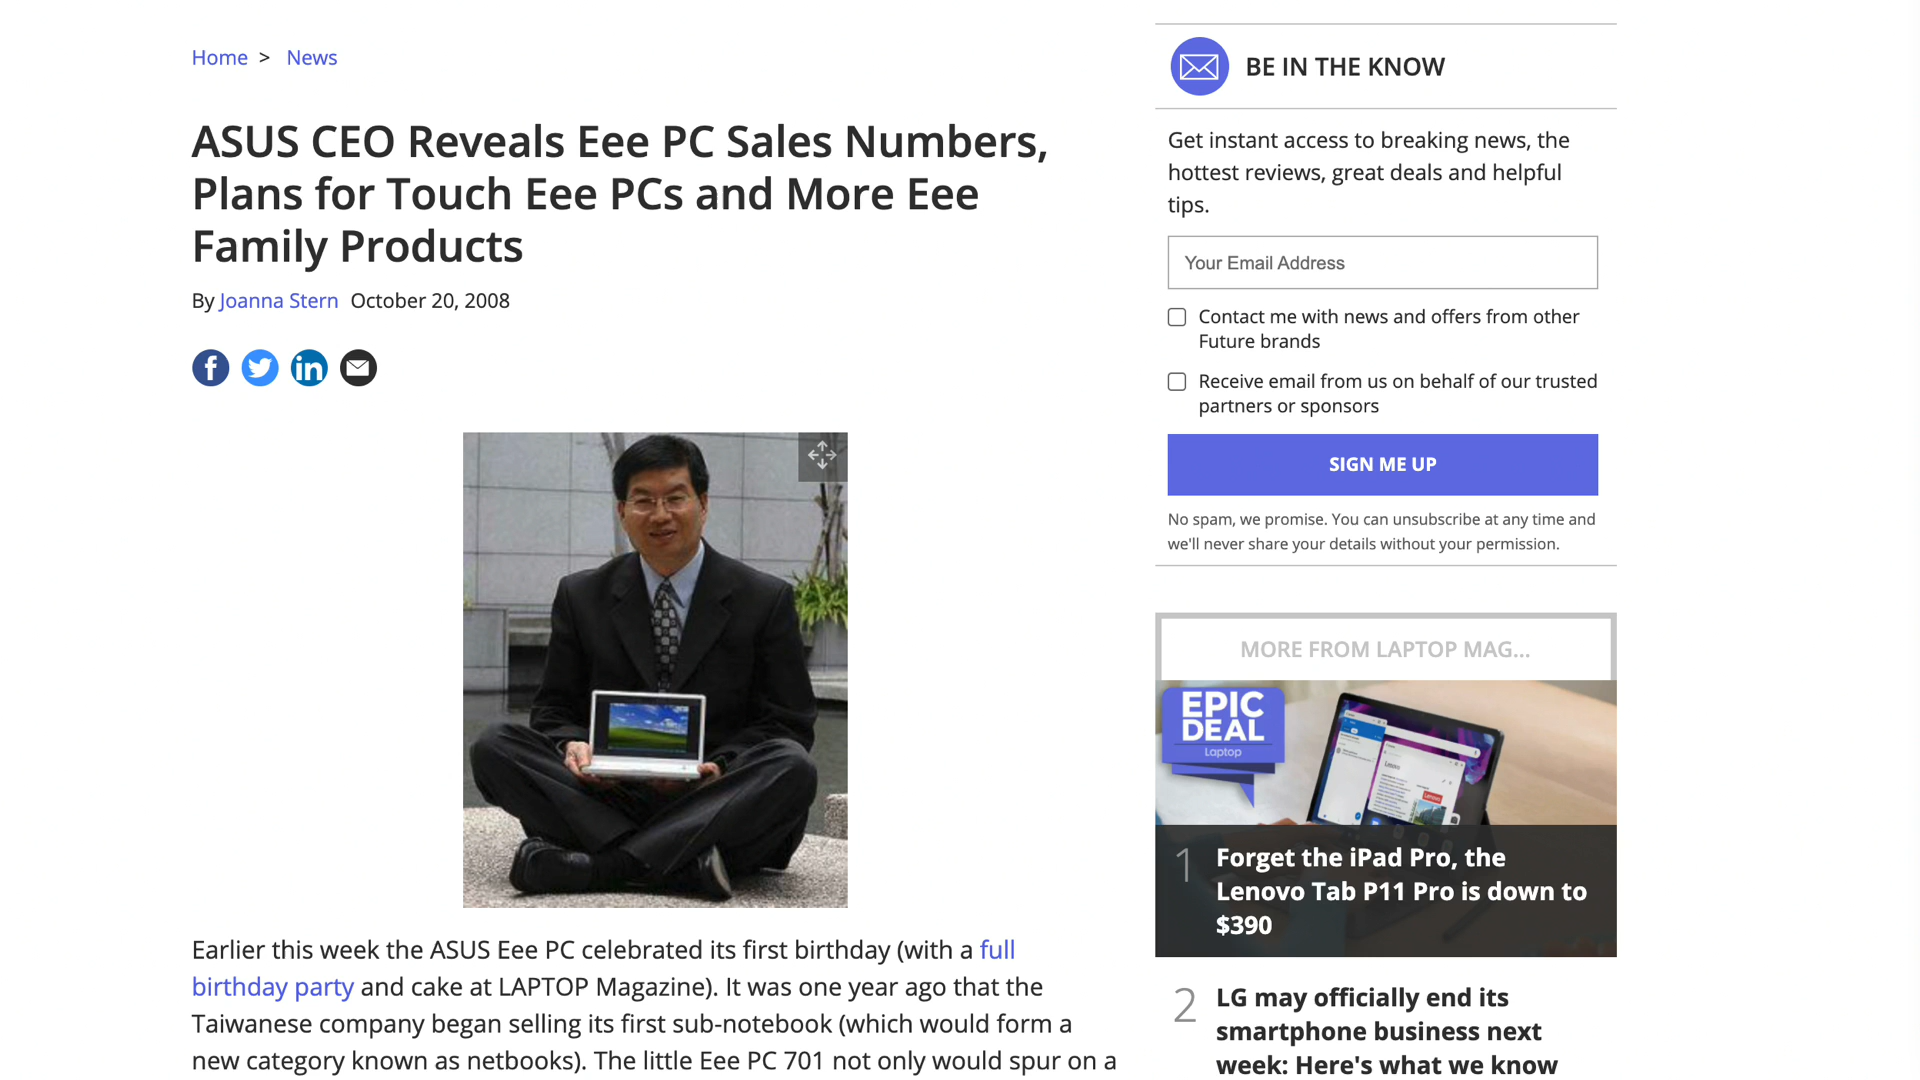 Home > News
ASUS CEO Reveals Eee PC Sales Numbers,
Plans for Touch Eee PCs and More Eee
Family Products
By Joanna Stern October 20, 2008
Earlier this week the ASUS Eee PC celebrated its first birthday (with a full
birthday party and cake at LAPTOP Magazine). It was one year ago that the
Taiwanese company began selling its first sub-notebook (which would form a
new category known as netbooks). The little Eee PC 701 not only would spur on a
BE IN THE KNOW
Get instant access to breaking news, the
hottest reviews, great deals and helpful
tips.
Your Email Address
Contact me with news and offers from other
Future brands
Receive email from us on behalf of our trusted
partners or sponsors
SIGN ME UP
No spam, we promise. You can unsubscribe at any time and
we'll never share your details without your permission.
MORE FROM LAPTOP MAG...
EPIC
DEAL
Laptop
1
Forget the iPad Pro, the
Lenovo Tab P11 Pro is down to
$390
2
LG may officially end its
smartphone business next
week: Here's what we know